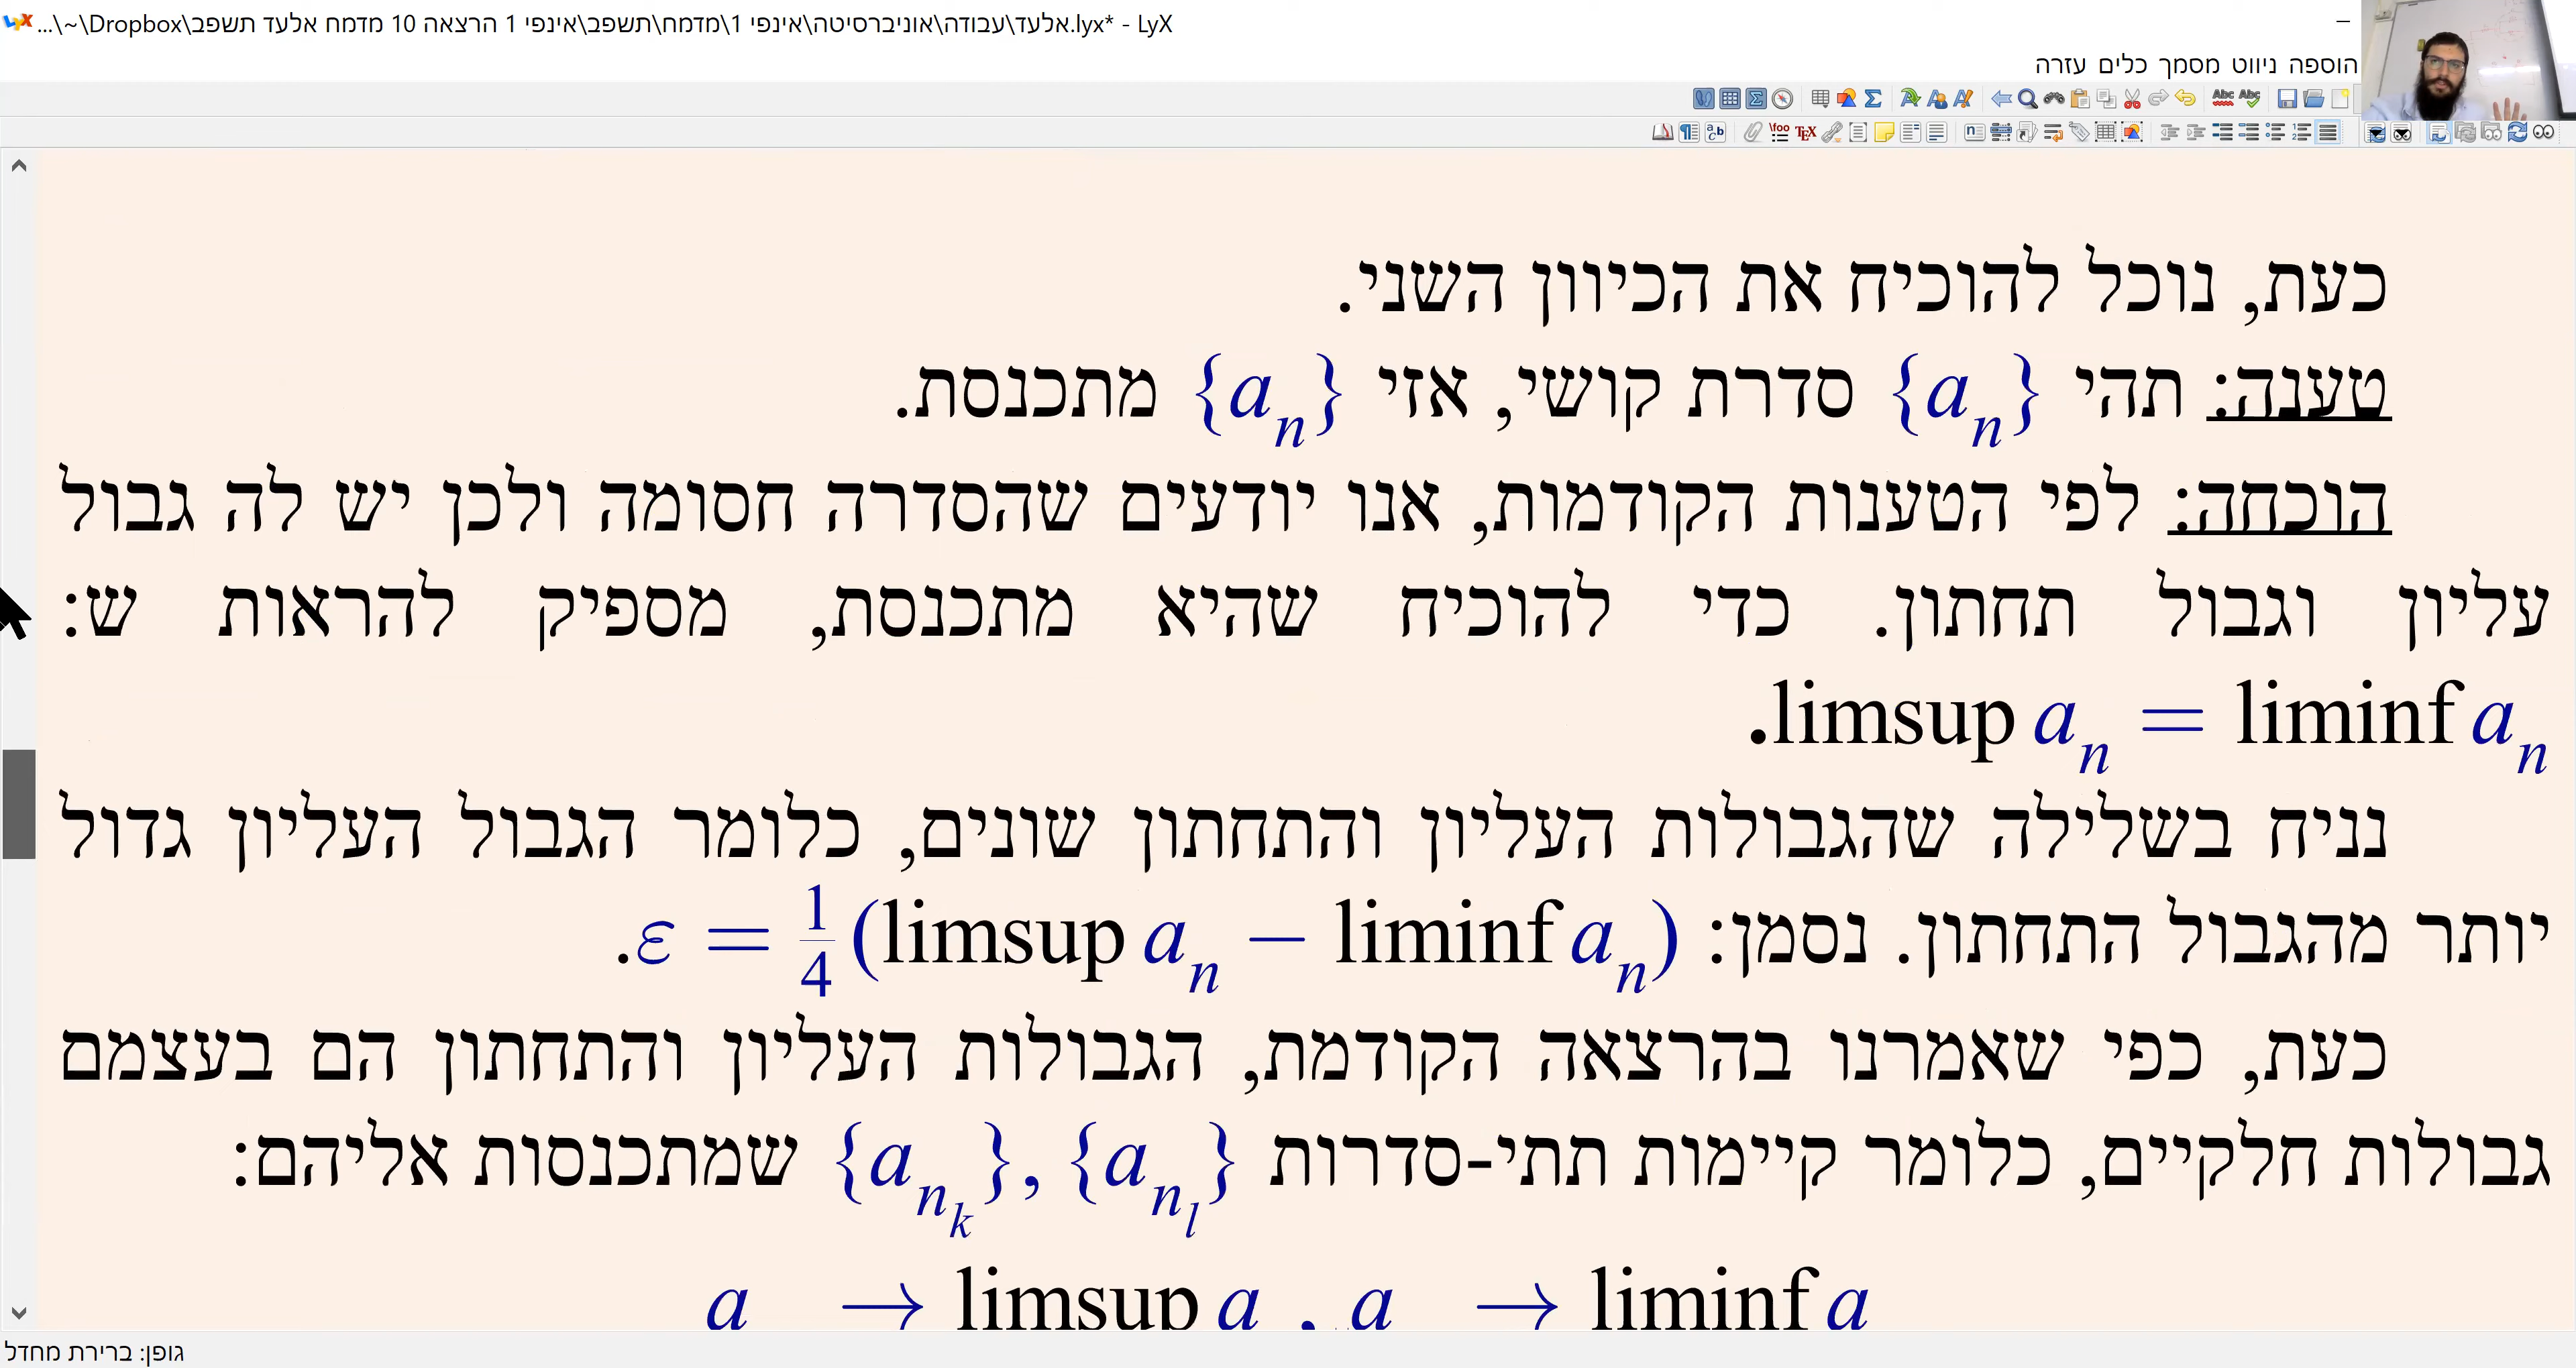 ...\~\Dropbox\אלעד\עבודה\אוניברסיטה\אינפי 1\מדמח\תשפב\אינפי 1 הרצאה 10 מדמח אלעד תשפב.lyx* - LyX
הוספה ניווט מסמך כלים עזרה
כעת, נוכל להוכיח את הכיוון השני.
טענה: תהי {a_n} סדרת קושי, אזי {a_n} מתכנסת.
הוכחה: לפי הטענות הקודמות, אנו יודעים שהסדרה חסומה ולכן יש לה גבול
עליון וגבול תחתון. כדי להוכיח שהיא מתכנסת, מספיק להראות ש:
limsup a_n = liminf a_n.
נניח בשלילה שהגבולות העליון והתחתון שונים, כלומר הגבול העליון גדול
יותר מהגבול התחתון. נסמן: ε = 1/4 (limsup a_n − liminf a_n).
כעת, כפי שאמרנו בהרצאה הקודמת, הגבולות העליון והתחתון הם בעצמם
גבולות חלקיים, כלומר קיימות תתי-סדרות {a_{n_k}}, {a_{n_l}} שמתכנסות אליהם:
a → limsup a , a → liminf a
גופן: ברירת מחדל